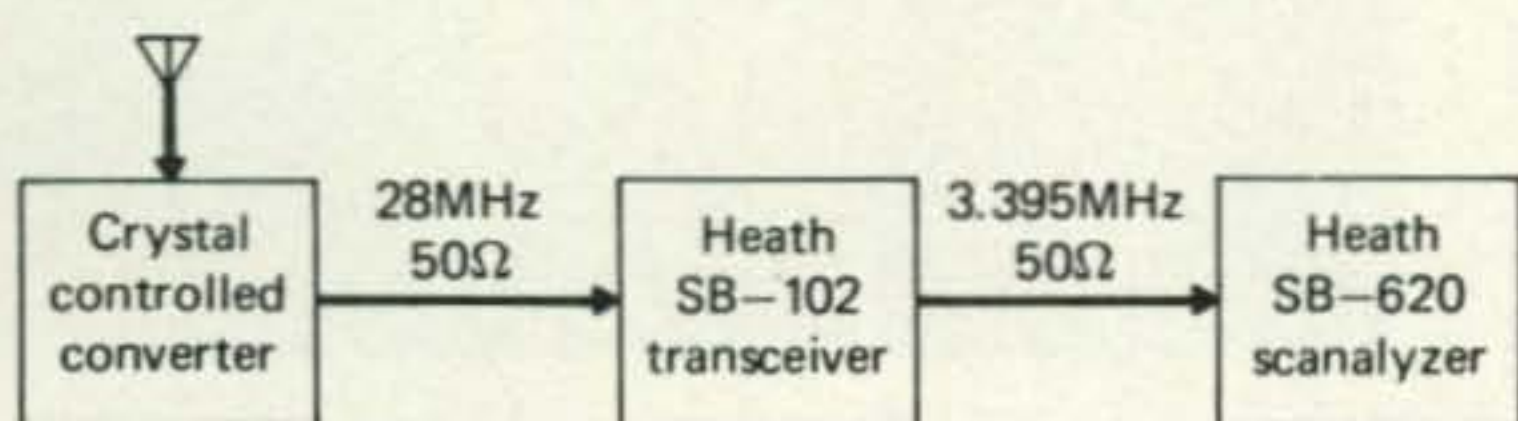 Crystal
controlled
converter
28MHz
50Ω
Heath
SB-102
transceiver
3.395MHz
50Ω
Heath
SB-620
scanalyzer